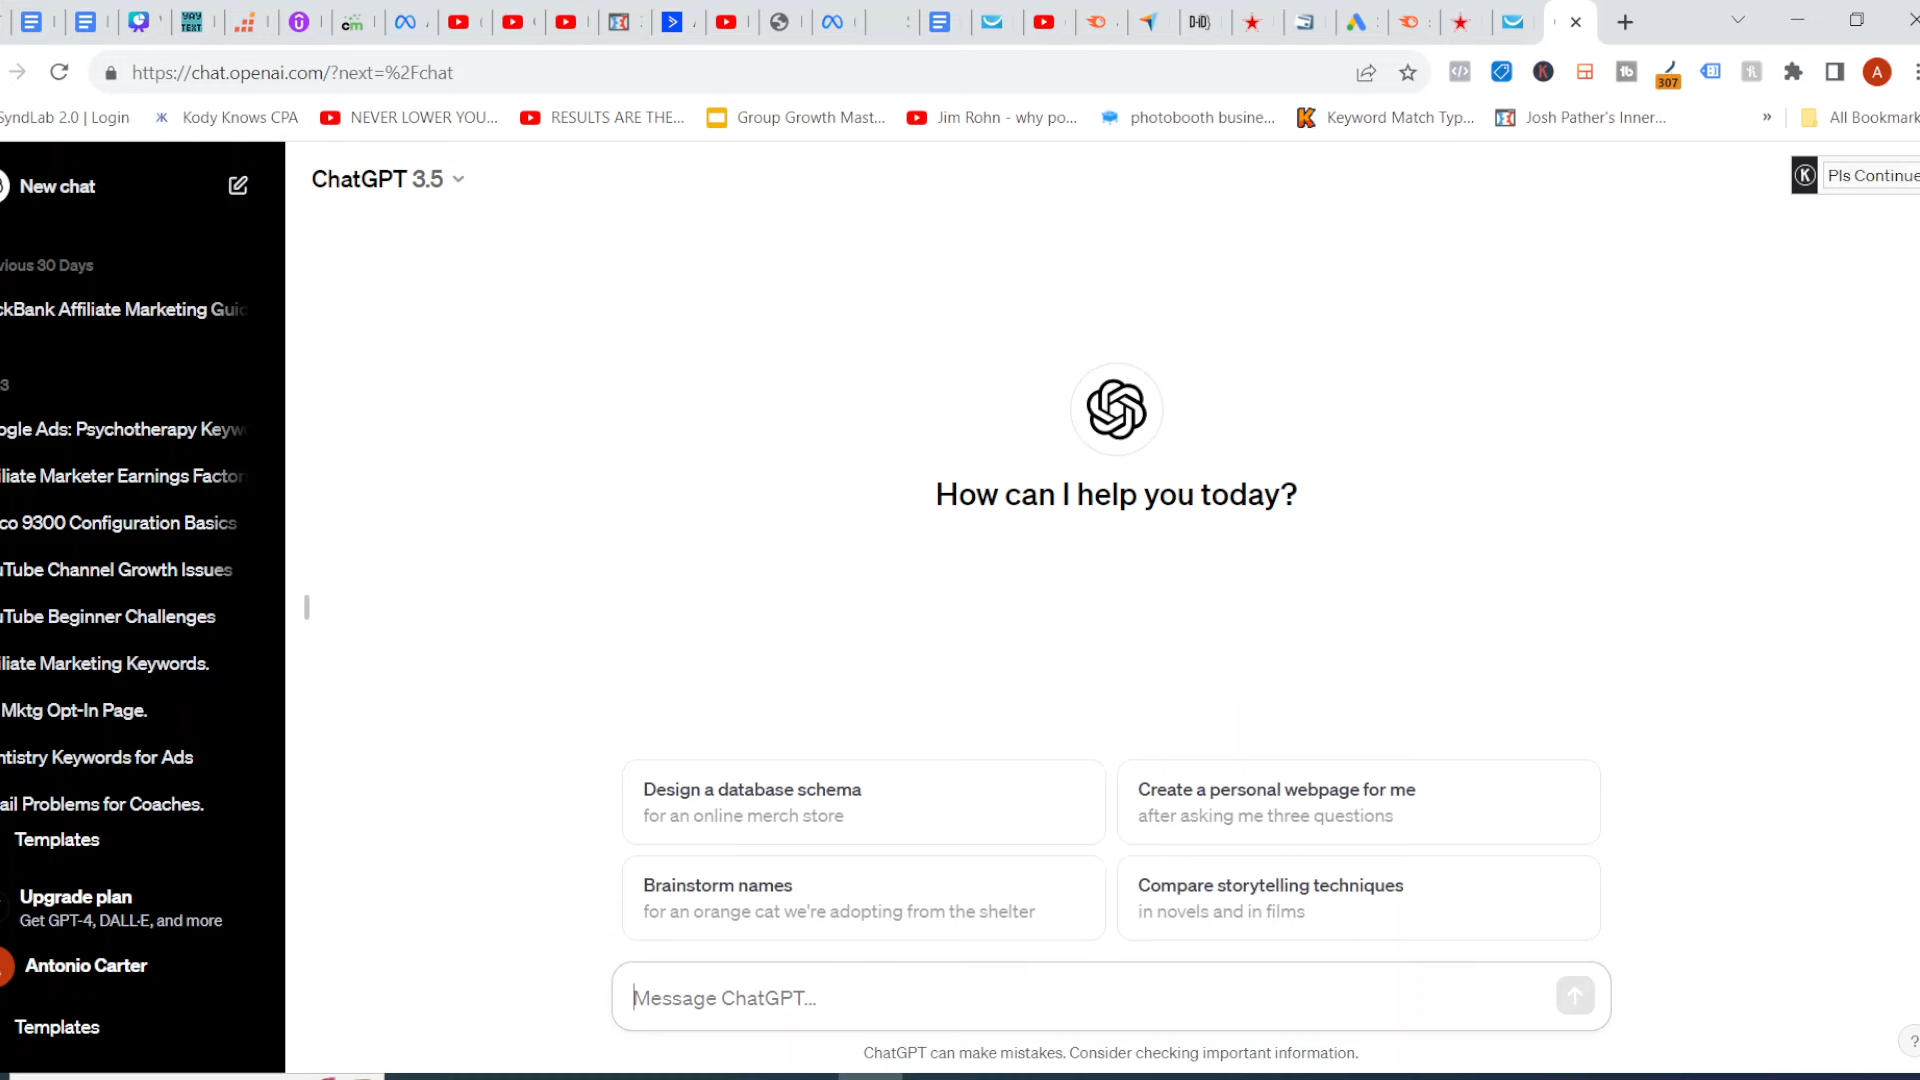 https://chat.openai.com/?next=%2Fchat
307
A
SyndLab 2.0 | Login
Kody Knows CPA
NEVER LOWER YOU...
RESULTS ARE THE...
Group Growth Mast...
Jim Rohn - why po...
photobooth busine...
Keyword Match Typ...
Josh Pather's Inner...
»
All Bookmark
New chat
ChatGPT 3.5
Pls Continue
vious 30 Days
ckBank Affiliate Marketing Guid
3
ogle Ads: Psychotherapy Keyw
iliate Marketer Earnings Factor
co 9300 Configuration Basics
uTube Channel Growth Issues
uTube Beginner Challenges
iliate Marketing Keywords.
Mktg Opt-In Page.
ntistry Keywords for Ads
ail Problems for Coaches.
Templates
Upgrade plan
Get GPT-4, DALL·E, and more
Antonio Carter
Templates
How can I help you today?
Design a database schema
for an online merch store
Create a personal webpage for me
after asking me three questions
Brainstorm names
for an orange cat we're adopting from the shelter
Compare storytelling techniques
in novels and in films
Message ChatGPT...
ChatGPT can make mistakes. Consider checking important information.
?